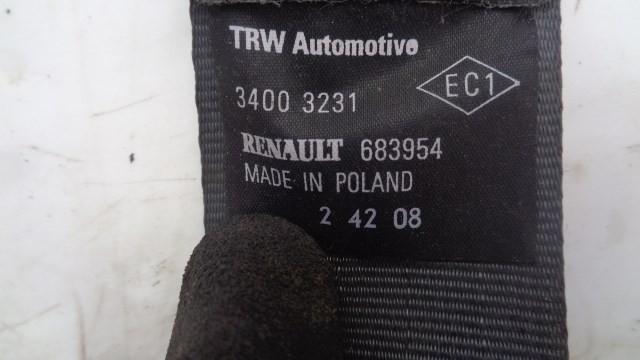 TRW Automotive
3400 3231
EC1
RENAULT 683954
MADE IN POLAND
2 42 08